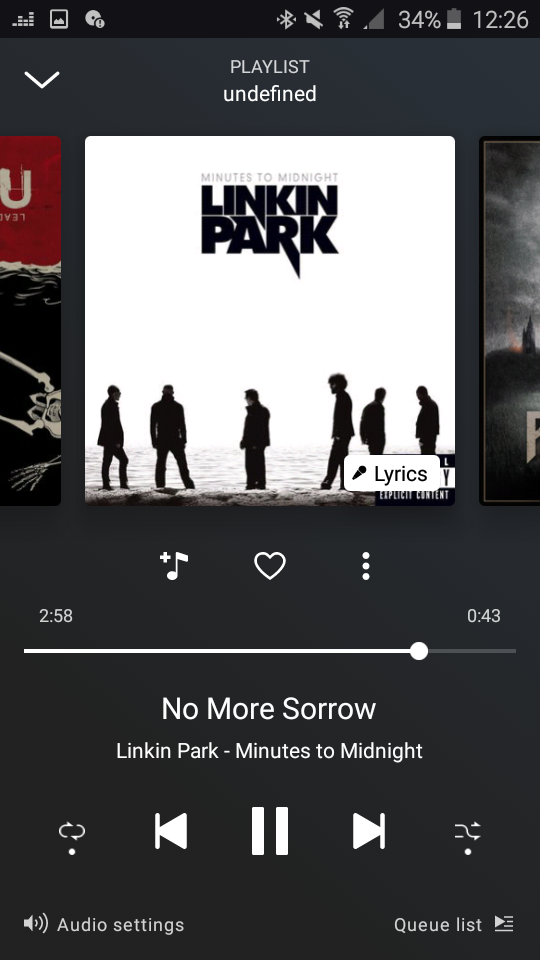 34% 12:26
PLAYLIST
undefined
MINUTES TO MIDNIGHT
LINKIN
PARK
Lyrics
EXPLICIT CONTENT
2:58 0:43
No More Sorrow
Linkin Park - Minutes to Midnight
Audio settings Queue list